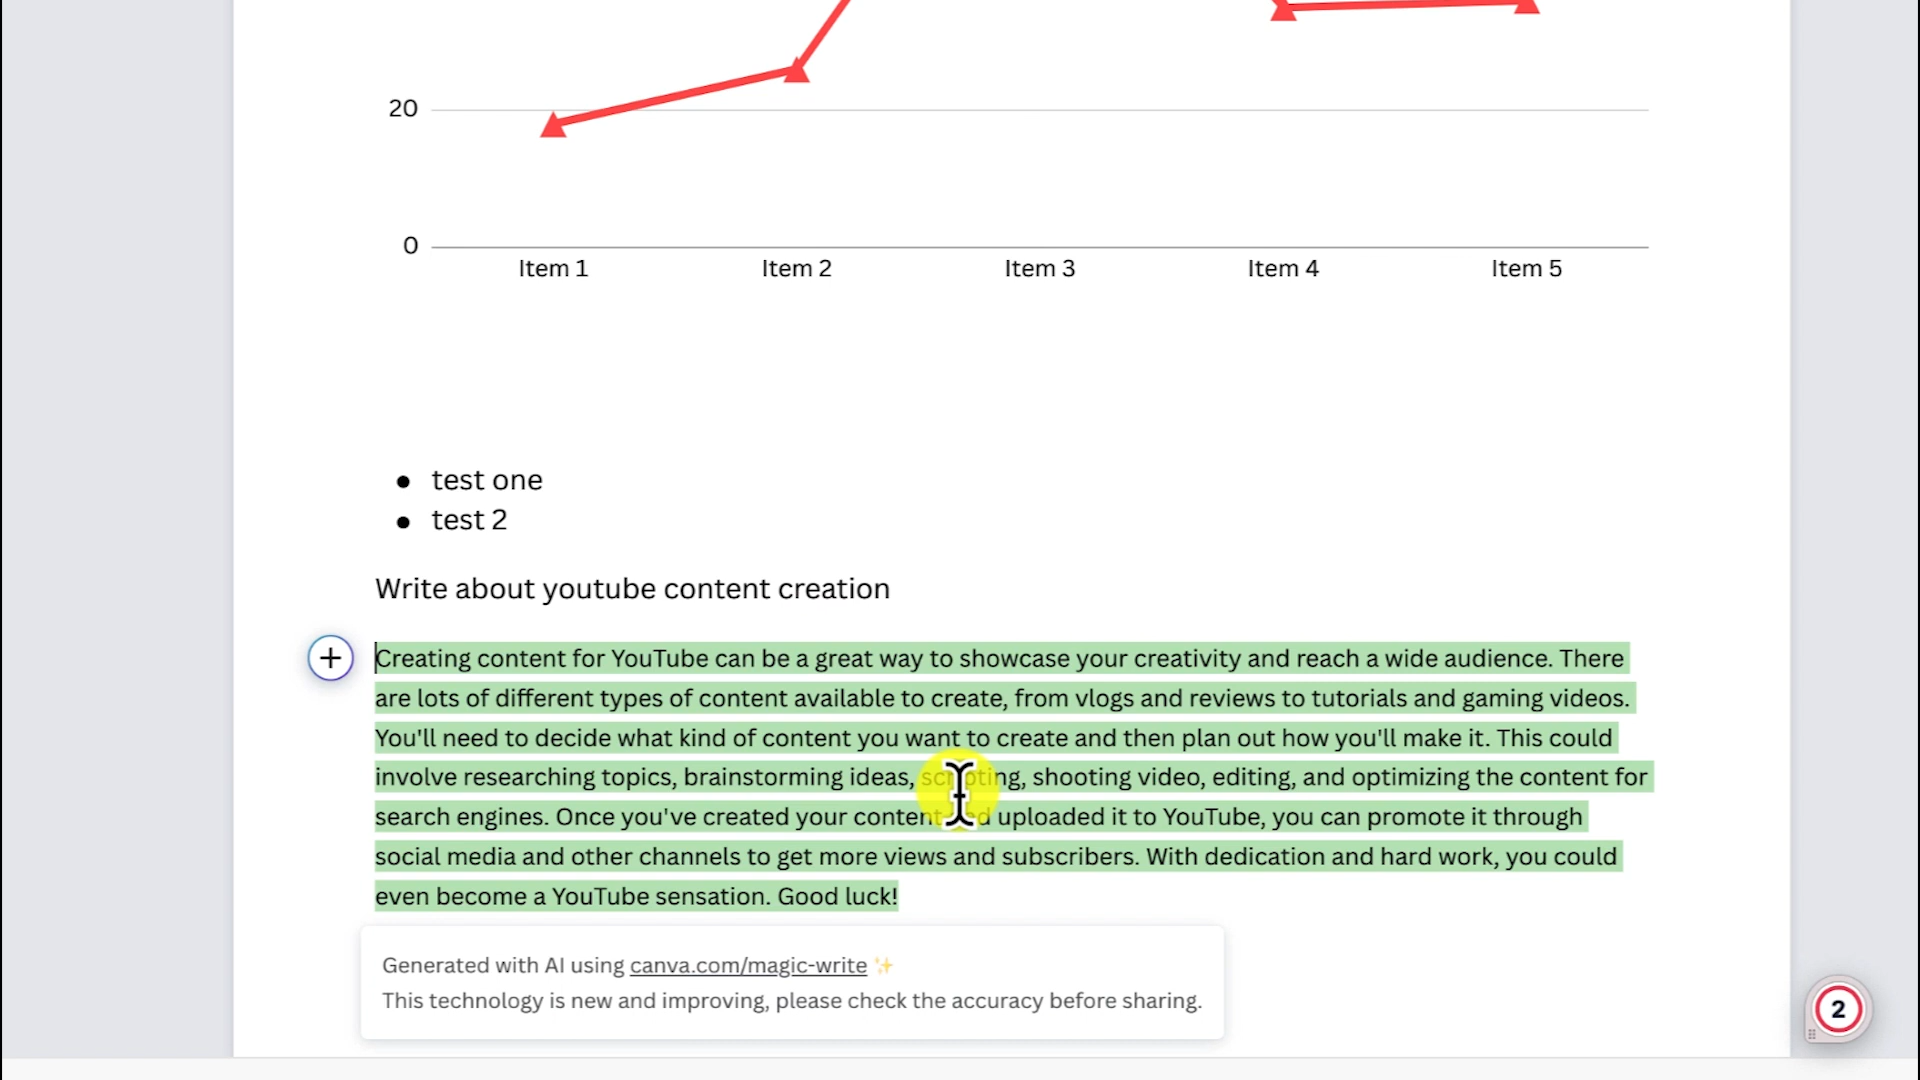 20
0
Item 1 Item 2 Item 3 Item 4 Item 5
• test one
• test 2
Write about youtube content creation
Creating content for YouTube can be a great way to showcase your creativity and reach a wide audience. There
are lots of different types of content available to create, from vlogs and reviews to tutorials and gaming videos.
You'll need to decide what kind of content you want to create and then plan out how you'll make it. This could
involve researching topics, brainstorming ideas, scripting, shooting video, editing, and optimizing the content for
search engines. Once you've created your content and uploaded it to YouTube, you can promote it through
social media and other channels to get more views and subscribers. With dedication and hard work, you could
even become a YouTube sensation. Good luck!
Generated with AI using canva.com/magic-write ✨
This technology is new and improving, please check the accuracy before sharing.
2